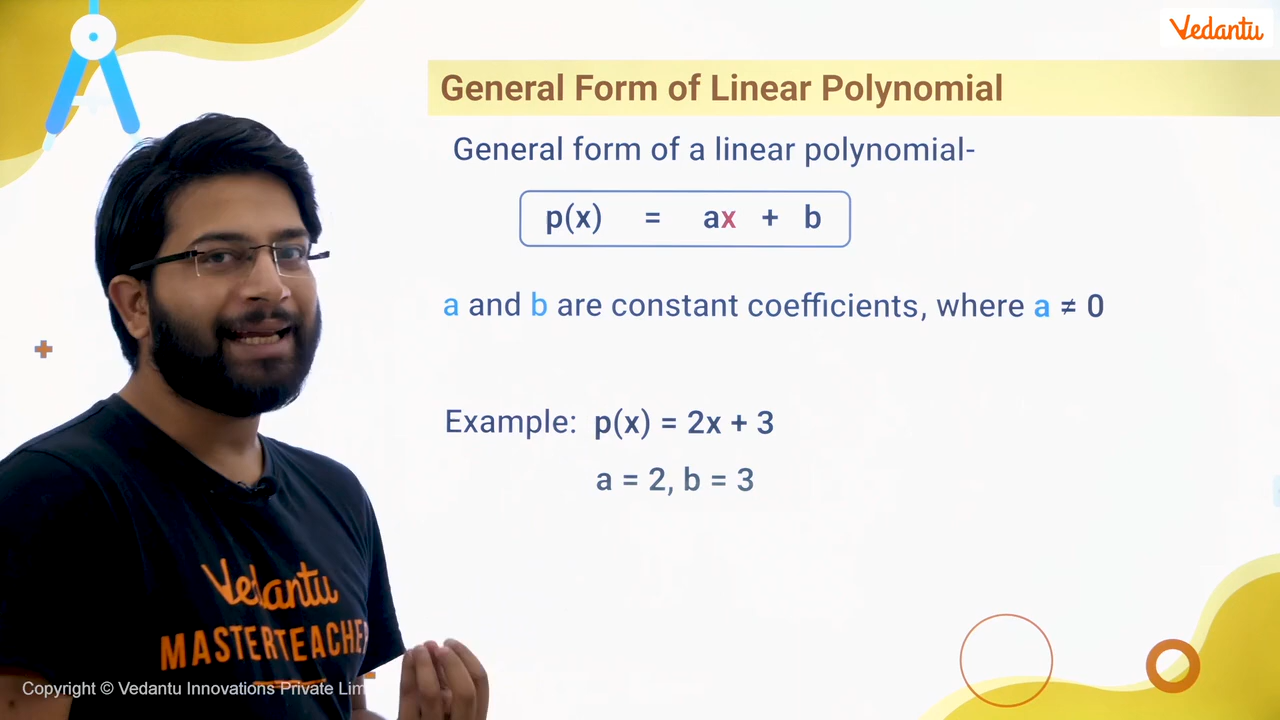 Vedantu
General Form of Linear Polynomial
General form of a linear polynomial-
p(x) = ax + b
a and b are constant coefficients, where a ≠ 0
Example: p(x) = 2x + 3
a = 2, b = 3
Vedantu
MASTERTEACHE
Copyright © Vedantu Innovations Private Lim